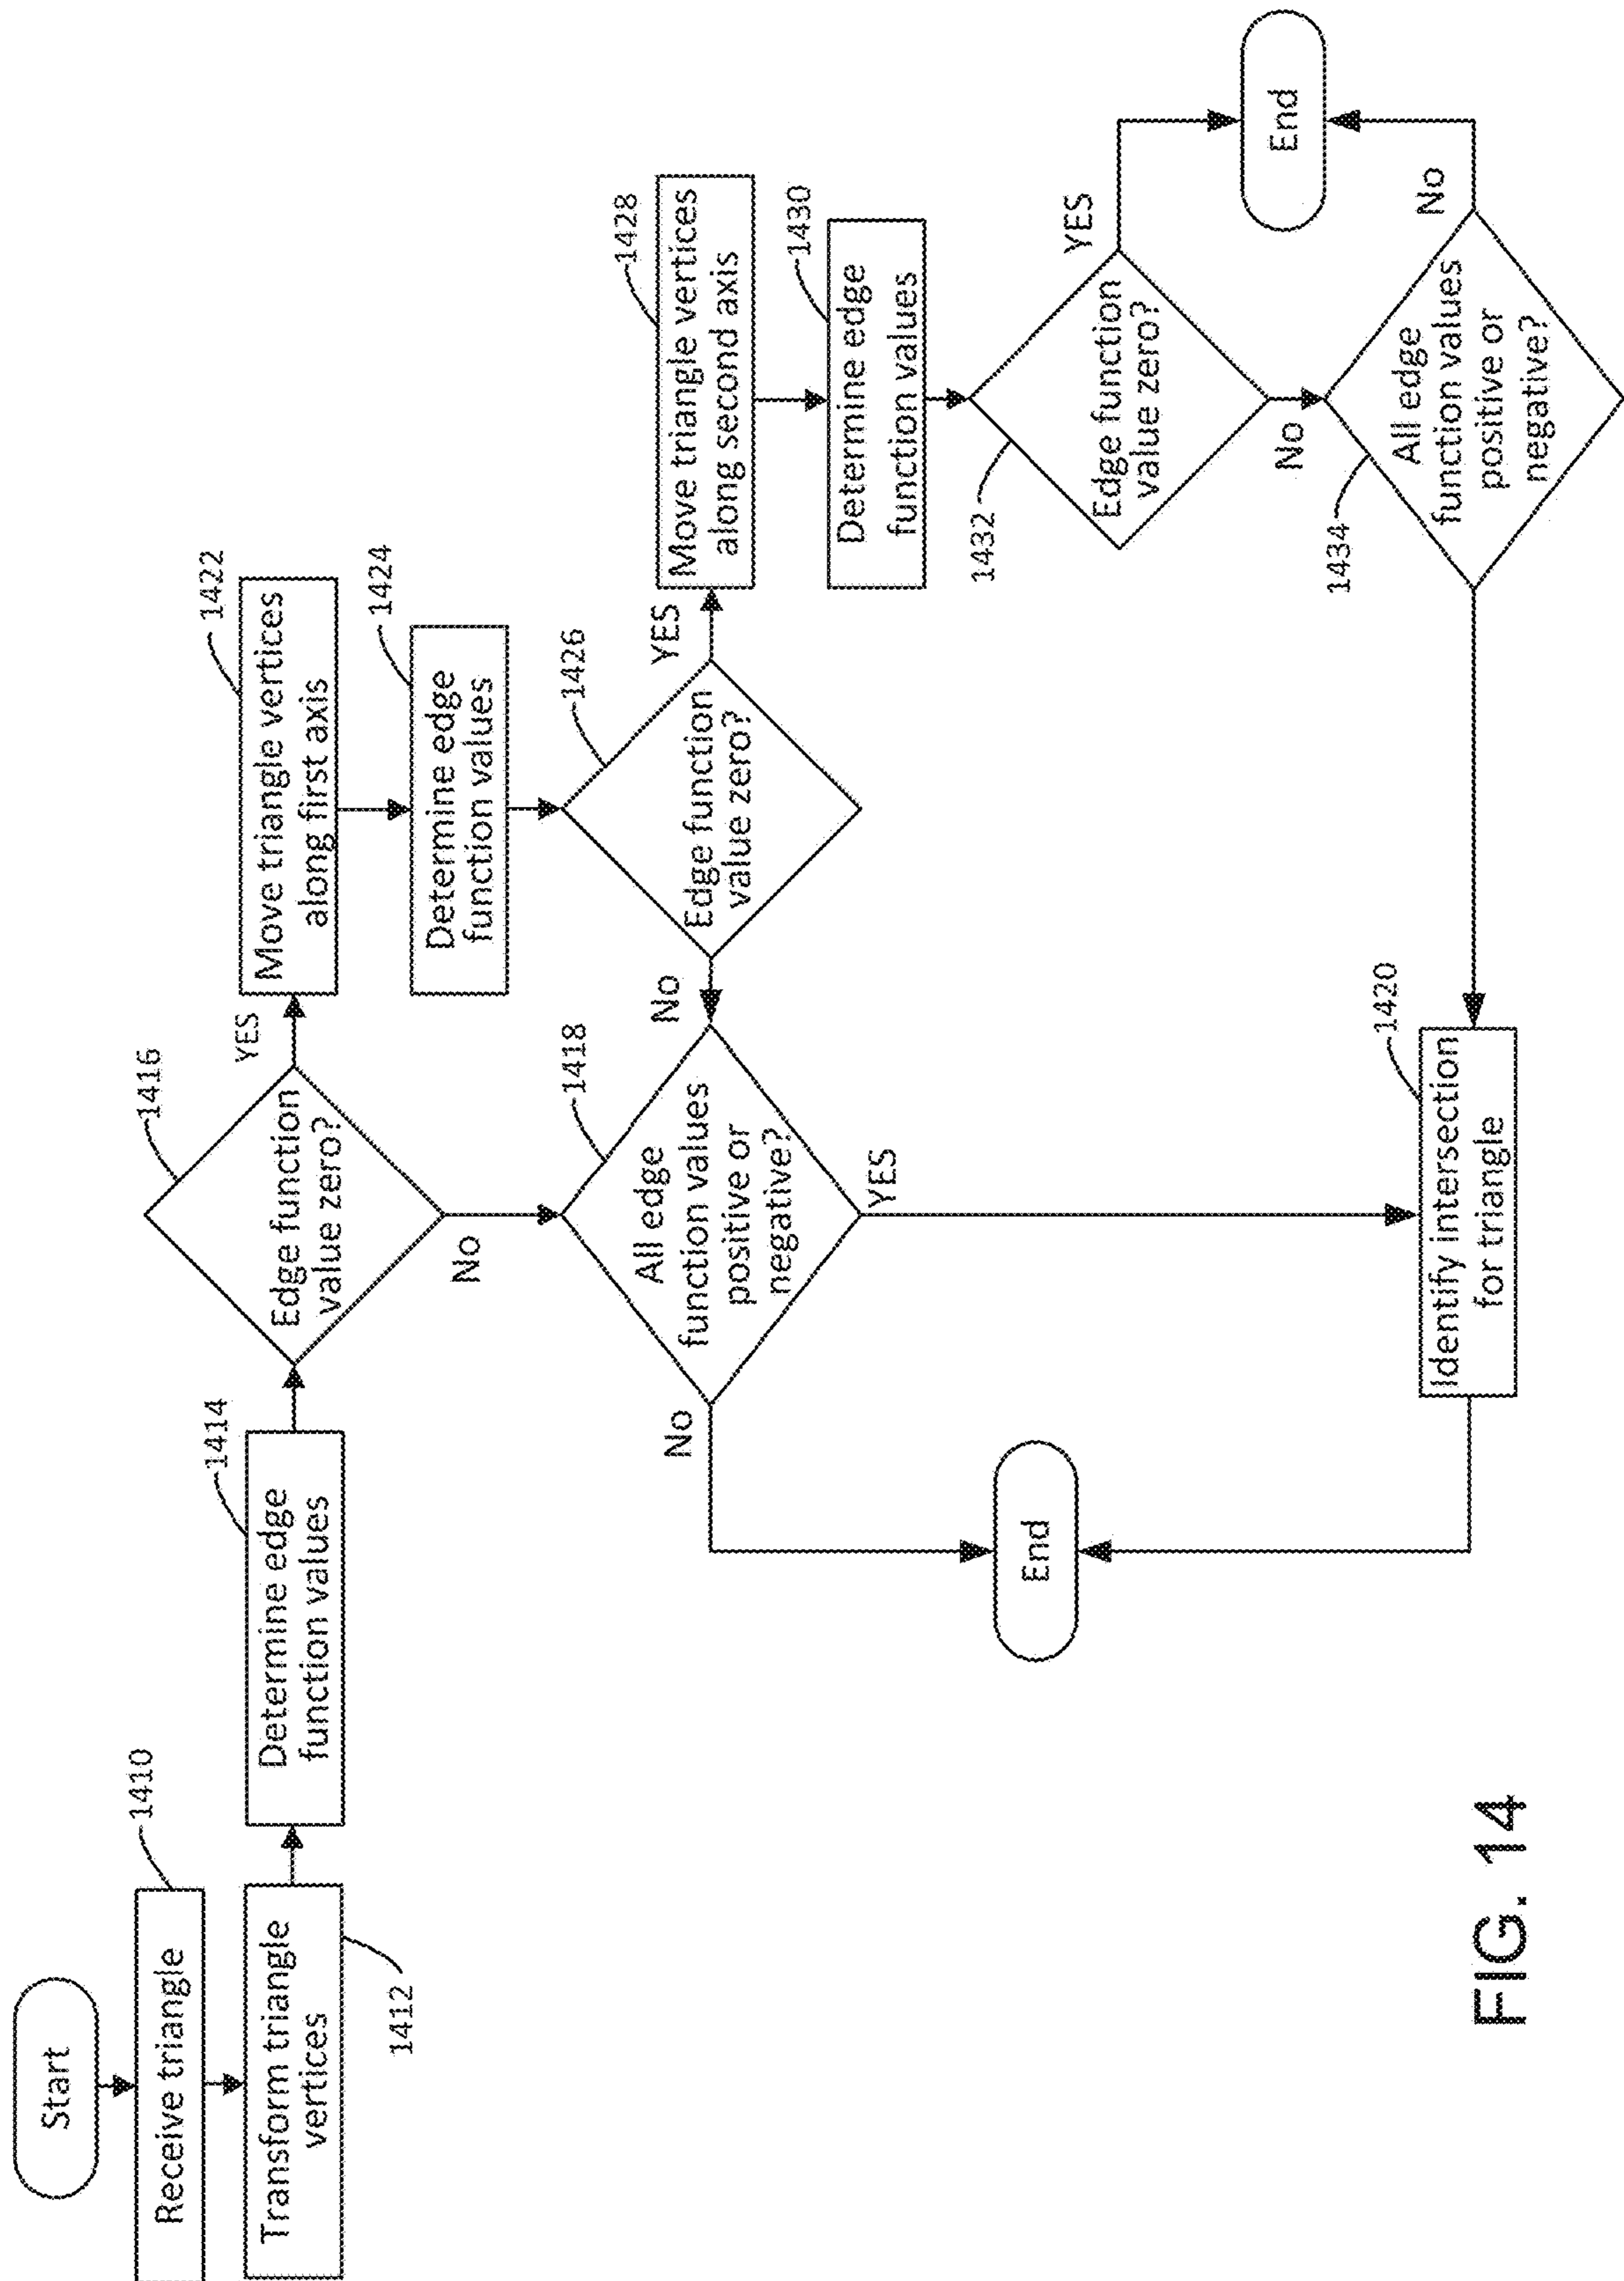 Start
1410
Receive triangle
Transform triangle
vertices
1412
1414
Determine edge
function values
1416
Edge function
value zero?
YES
No
1422
Move triangle vertices
along first axis
1424
Determine edge
function values
1426
Edge function
value zero?
YES
No
1418
All edge
function values
positive or
negative?
No
YES
1428
Move triangle vertices
along second axis
1430
Determine edge
function values
1432
Edge function
value zero?
YES
No
1434
All edge
function values
positive or
negative?
No
End
1420
Identify intersection
for triangle
End
FIG. 14